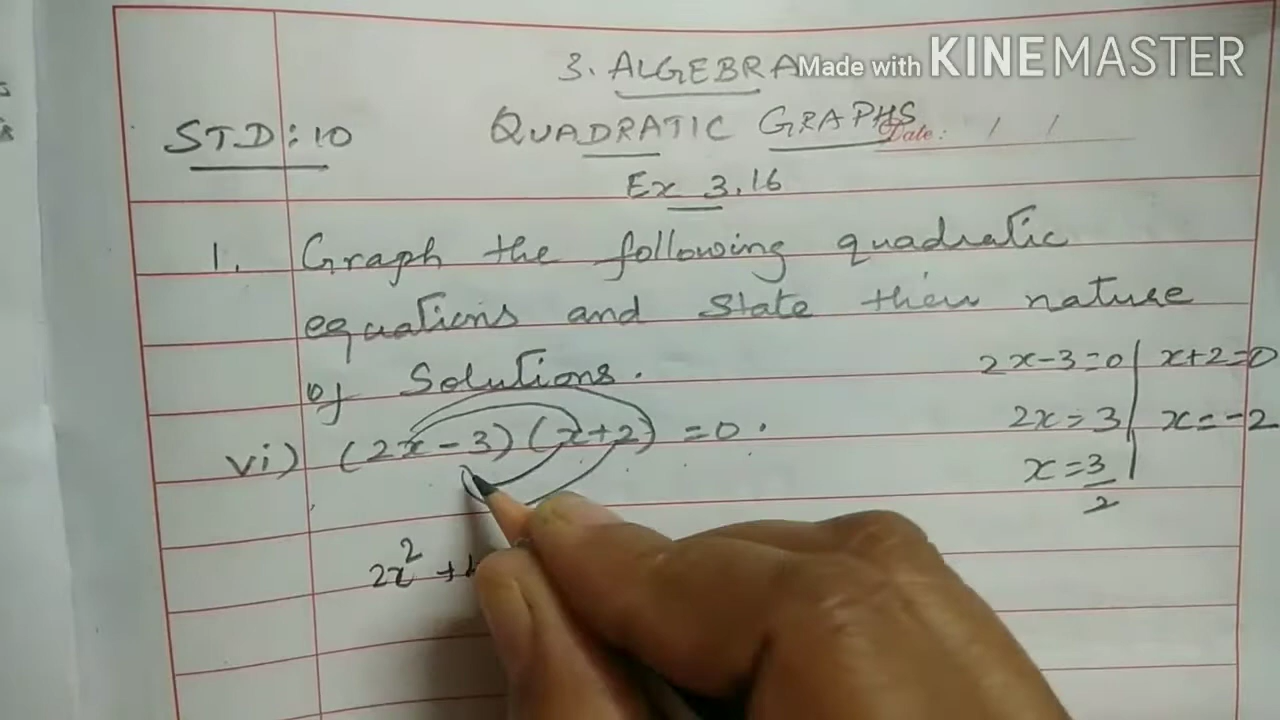 3. ALGEBRA
Made with KINEMASTER
STD: 10
QUADRATIC GRAPHS
Date: / /
Ex 3.16
1. Graph the following quadratic
equations and state their nature
of Solutions.
2x-3=0 | x+2=0
2x=3 | x=-2
x=3/2
vi) (2x-3)(x+2) =0.
2x² +